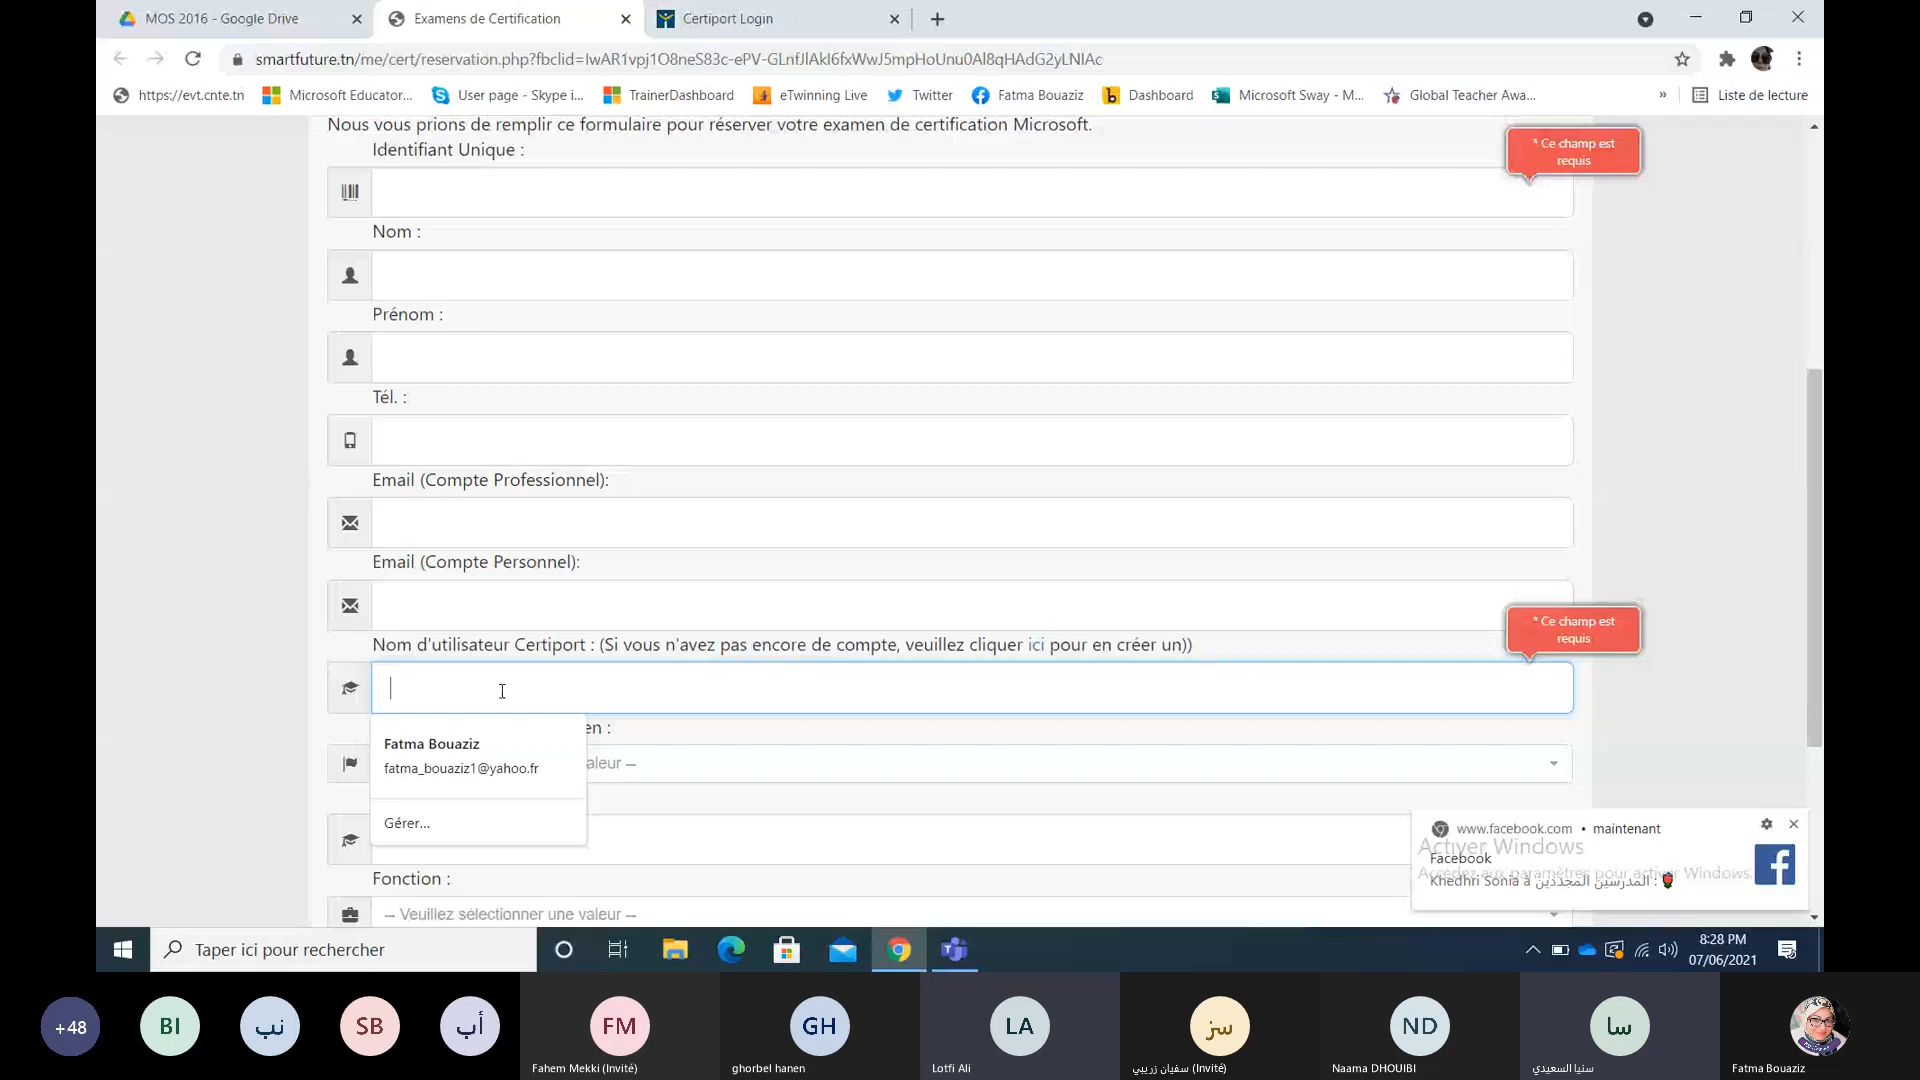 MOS 2016 - Google Drive
Examens de Certification
Certiport Login
smartfuture.tn/me/cert/reservation.php?fbclid=IwAR1vpj1O8neS83c-ePV-GLnfJlAkI6fxWwJ5mpHoUnu0Al8qHAdG2yLNIAc
https://evt.cnte.tn
Microsoft Educator...
User page - Skype i...
TrainerDashboard
eTwinning Live
Twitter
Fatma Bouaziz
Dashboard
Microsoft Sway - M...
Global Teacher Awa...
»
Liste de lecture
Nous vous prions de remplir ce formulaire pour réserver votre examen de certification Microsoft.
Identifiant Unique :
* Ce champ est
requis
Nom :
Prénom :
Tél. :
Email (Compte Professionnel):
Email (Compte Personnel):
* Ce champ est
requis
Nom d'utilisateur Certiport : (Si vous n'avez pas encore de compte, veuillez cliquer ici pour en créer un))
en :
Fatma Bouaziz
fatma_bouaziz1@yahoo.fr
aleur --
Gérer...
Fonction :
-- Veuillez sélectionner une valeur --
www.facebook.com • maintenant
Activer Windows
Facebook
Accédez aux paramètres pour activer Windows.
Khedhri Sonia à المدرسين المجددين : 🌹
Taper ici pour rechercher
8:28 PM
07/06/2021
+48
BI
نب
SB
أب
FM
Fahem Mekki (Invité)
GH
ghorbel hanen
LA
Lotfi Ali
سز
سفيان زريبي (Invité)
ND
Naama DHOUIBI
سا
سنيا السعيدي
Fatma Bouaziz